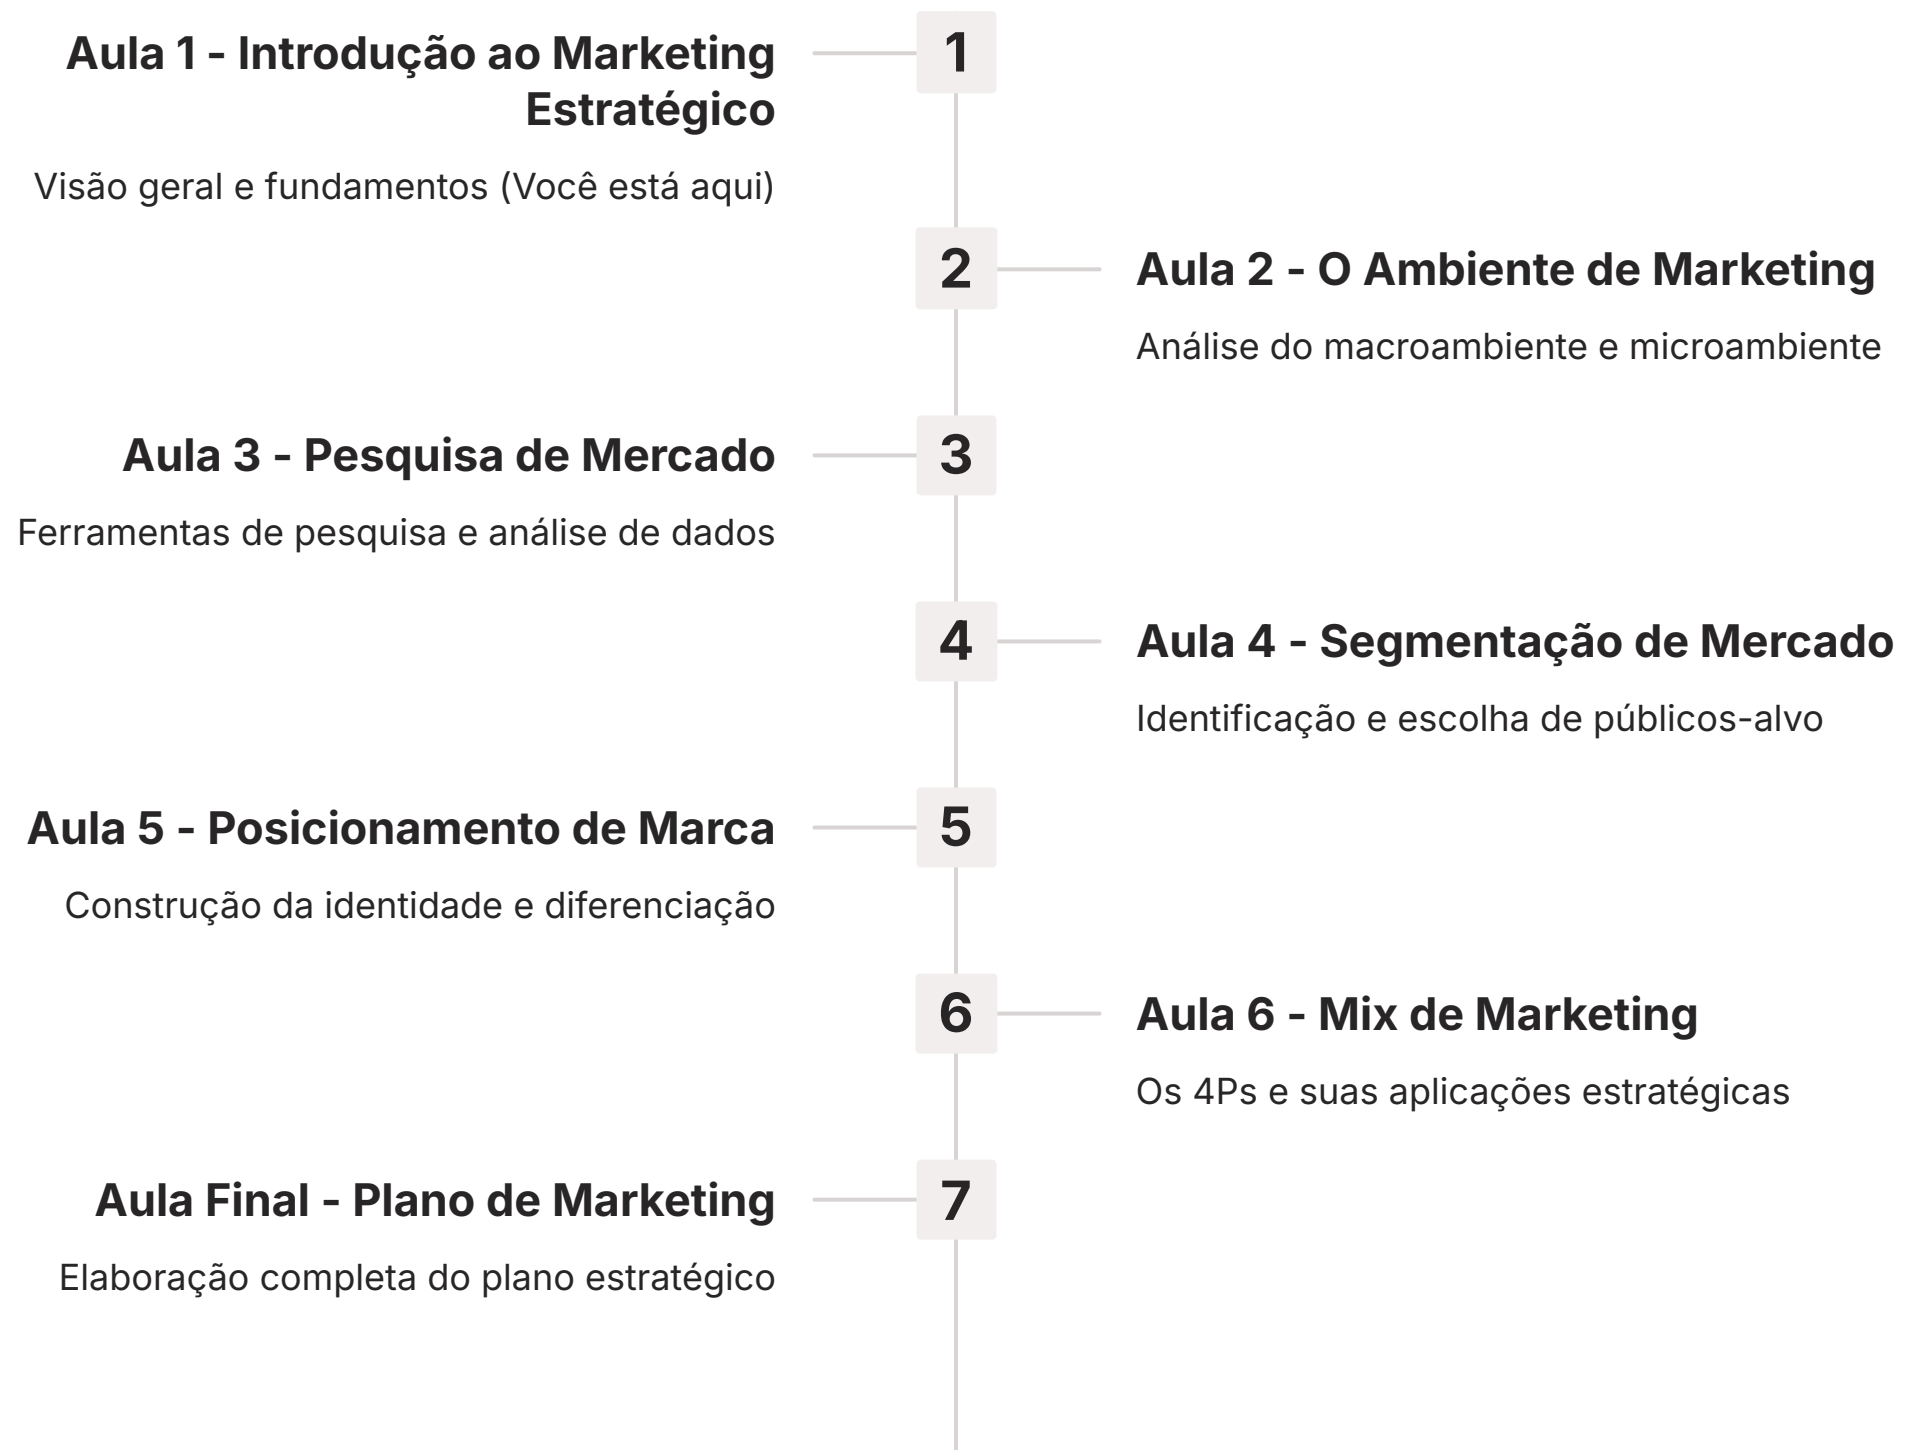 1
Aula 1 - Introdução ao Marketing
Estratégico
Visão geral e fundamentos (Você está aqui)
2
Aula 2 - O Ambiente de Marketing
Análise do macroambiente e microambiente
3
Aula 3 - Pesquisa de Mercado
Ferramentas de pesquisa e análise de dados
4
Aula 4 - Segmentação de Mercado
Identificação e escolha de públicos-alvo
5
Aula 5 - Posicionamento de Marca
Construção da identidade e diferenciação
6
Aula 6 - Mix de Marketing
Os 4Ps e suas aplicações estratégicas
7
Aula Final - Plano de Marketing
Elaboração completa do plano estratégico